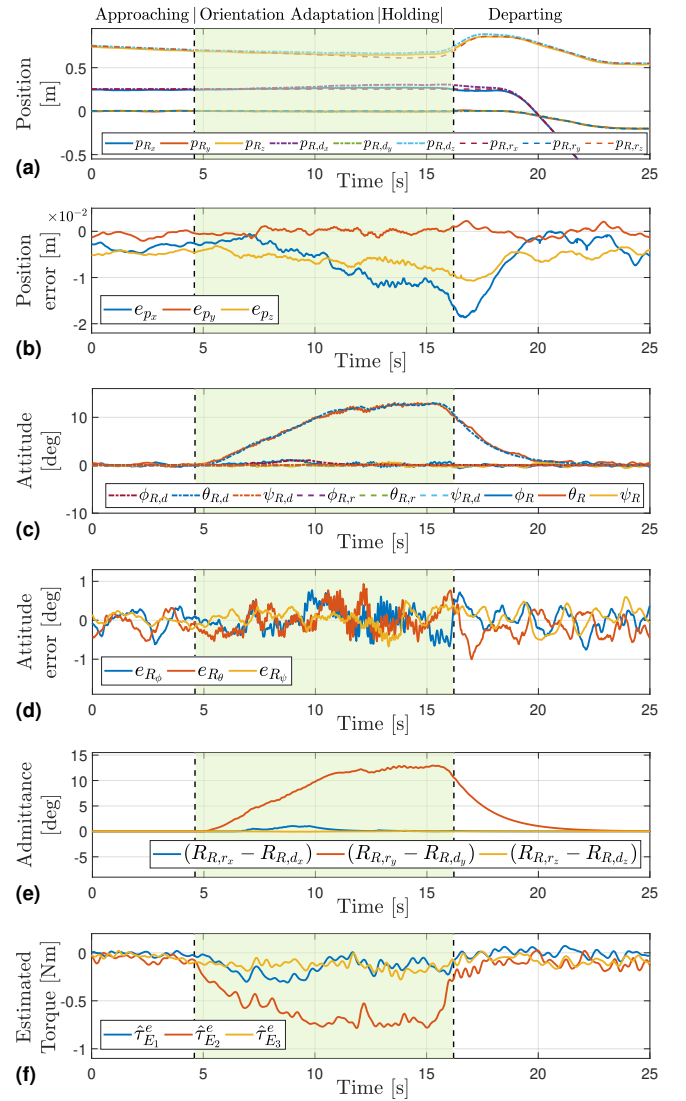 Approaching | Orientation Adaptation |Holding| Departing
Position [m]
0.5
0
-0.5
p_{R_x} p_{R_y} p_{R_z} p_{R,d_x} p_{R,d_y} p_{R,d_z} p_{R,r_x} p_{R,r_y} p_{R,r_z}
0 5 10 15 20 25
(a)
Time [s]
×10^{-2}
Position error [m]
0
-1
-2
e_{p_x} e_{p_y} e_{p_z}
0 5 10 15 20 25
(b)
Time [s]
Attitude [deg]
10
0
-10
ϕ_{R,d} θ_{R,d} ψ_{R,d} ϕ_{R,r} θ_{R,r} ψ_{R,d} ϕ_R θ_R ψ_R
0 5 10 15 20 25
(c)
Time [s]
Attitude error [deg]
1
0
-1
e_{R_ϕ} e_{R_θ} e_{R_ψ}
0 5 10 15 20 25
(d)
Time [s]
Admittance [deg]
15
10
5
0
-5
(R_{R,r_x} − R_{R,d_x}) (R_{R,r_y} − R_{R,d_y}) (R_{R,r_z} − R_{R,d_z})
0 5 10 15 20 25
(e)
Time [s]
Estimated Torque [Nm]
0
-0.5
-1
τ̂^e_{E_1} τ̂^e_{E_2} τ̂^e_{E_3}
0 5 10 15 20 25
(f)
Time [s]